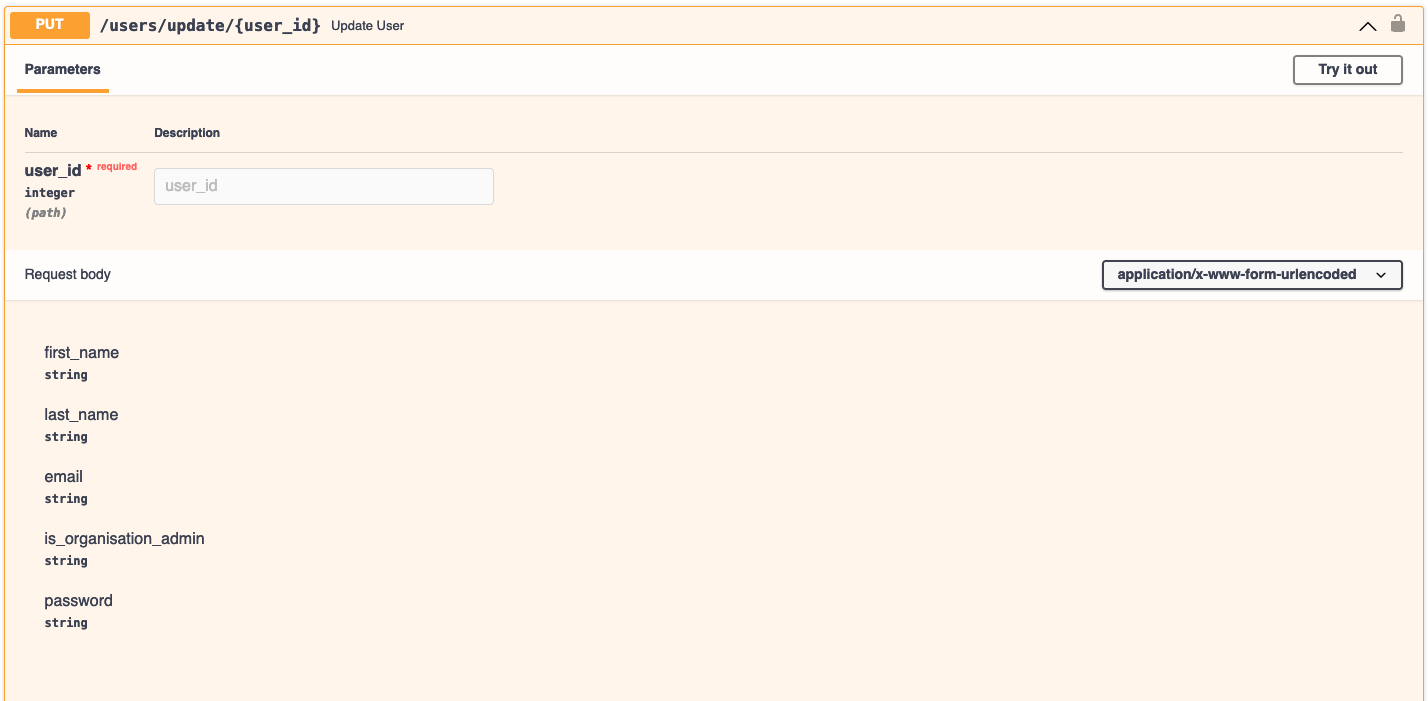 PUT /users/update/{user_id} Update User
Parameters
Try it out
Name Description
user_id * required
integer
(path)
user_id
Request body
application/x-www-form-urlencoded
first_name
string
last_name
string
email
string
is_organisation_admin
string
password
string